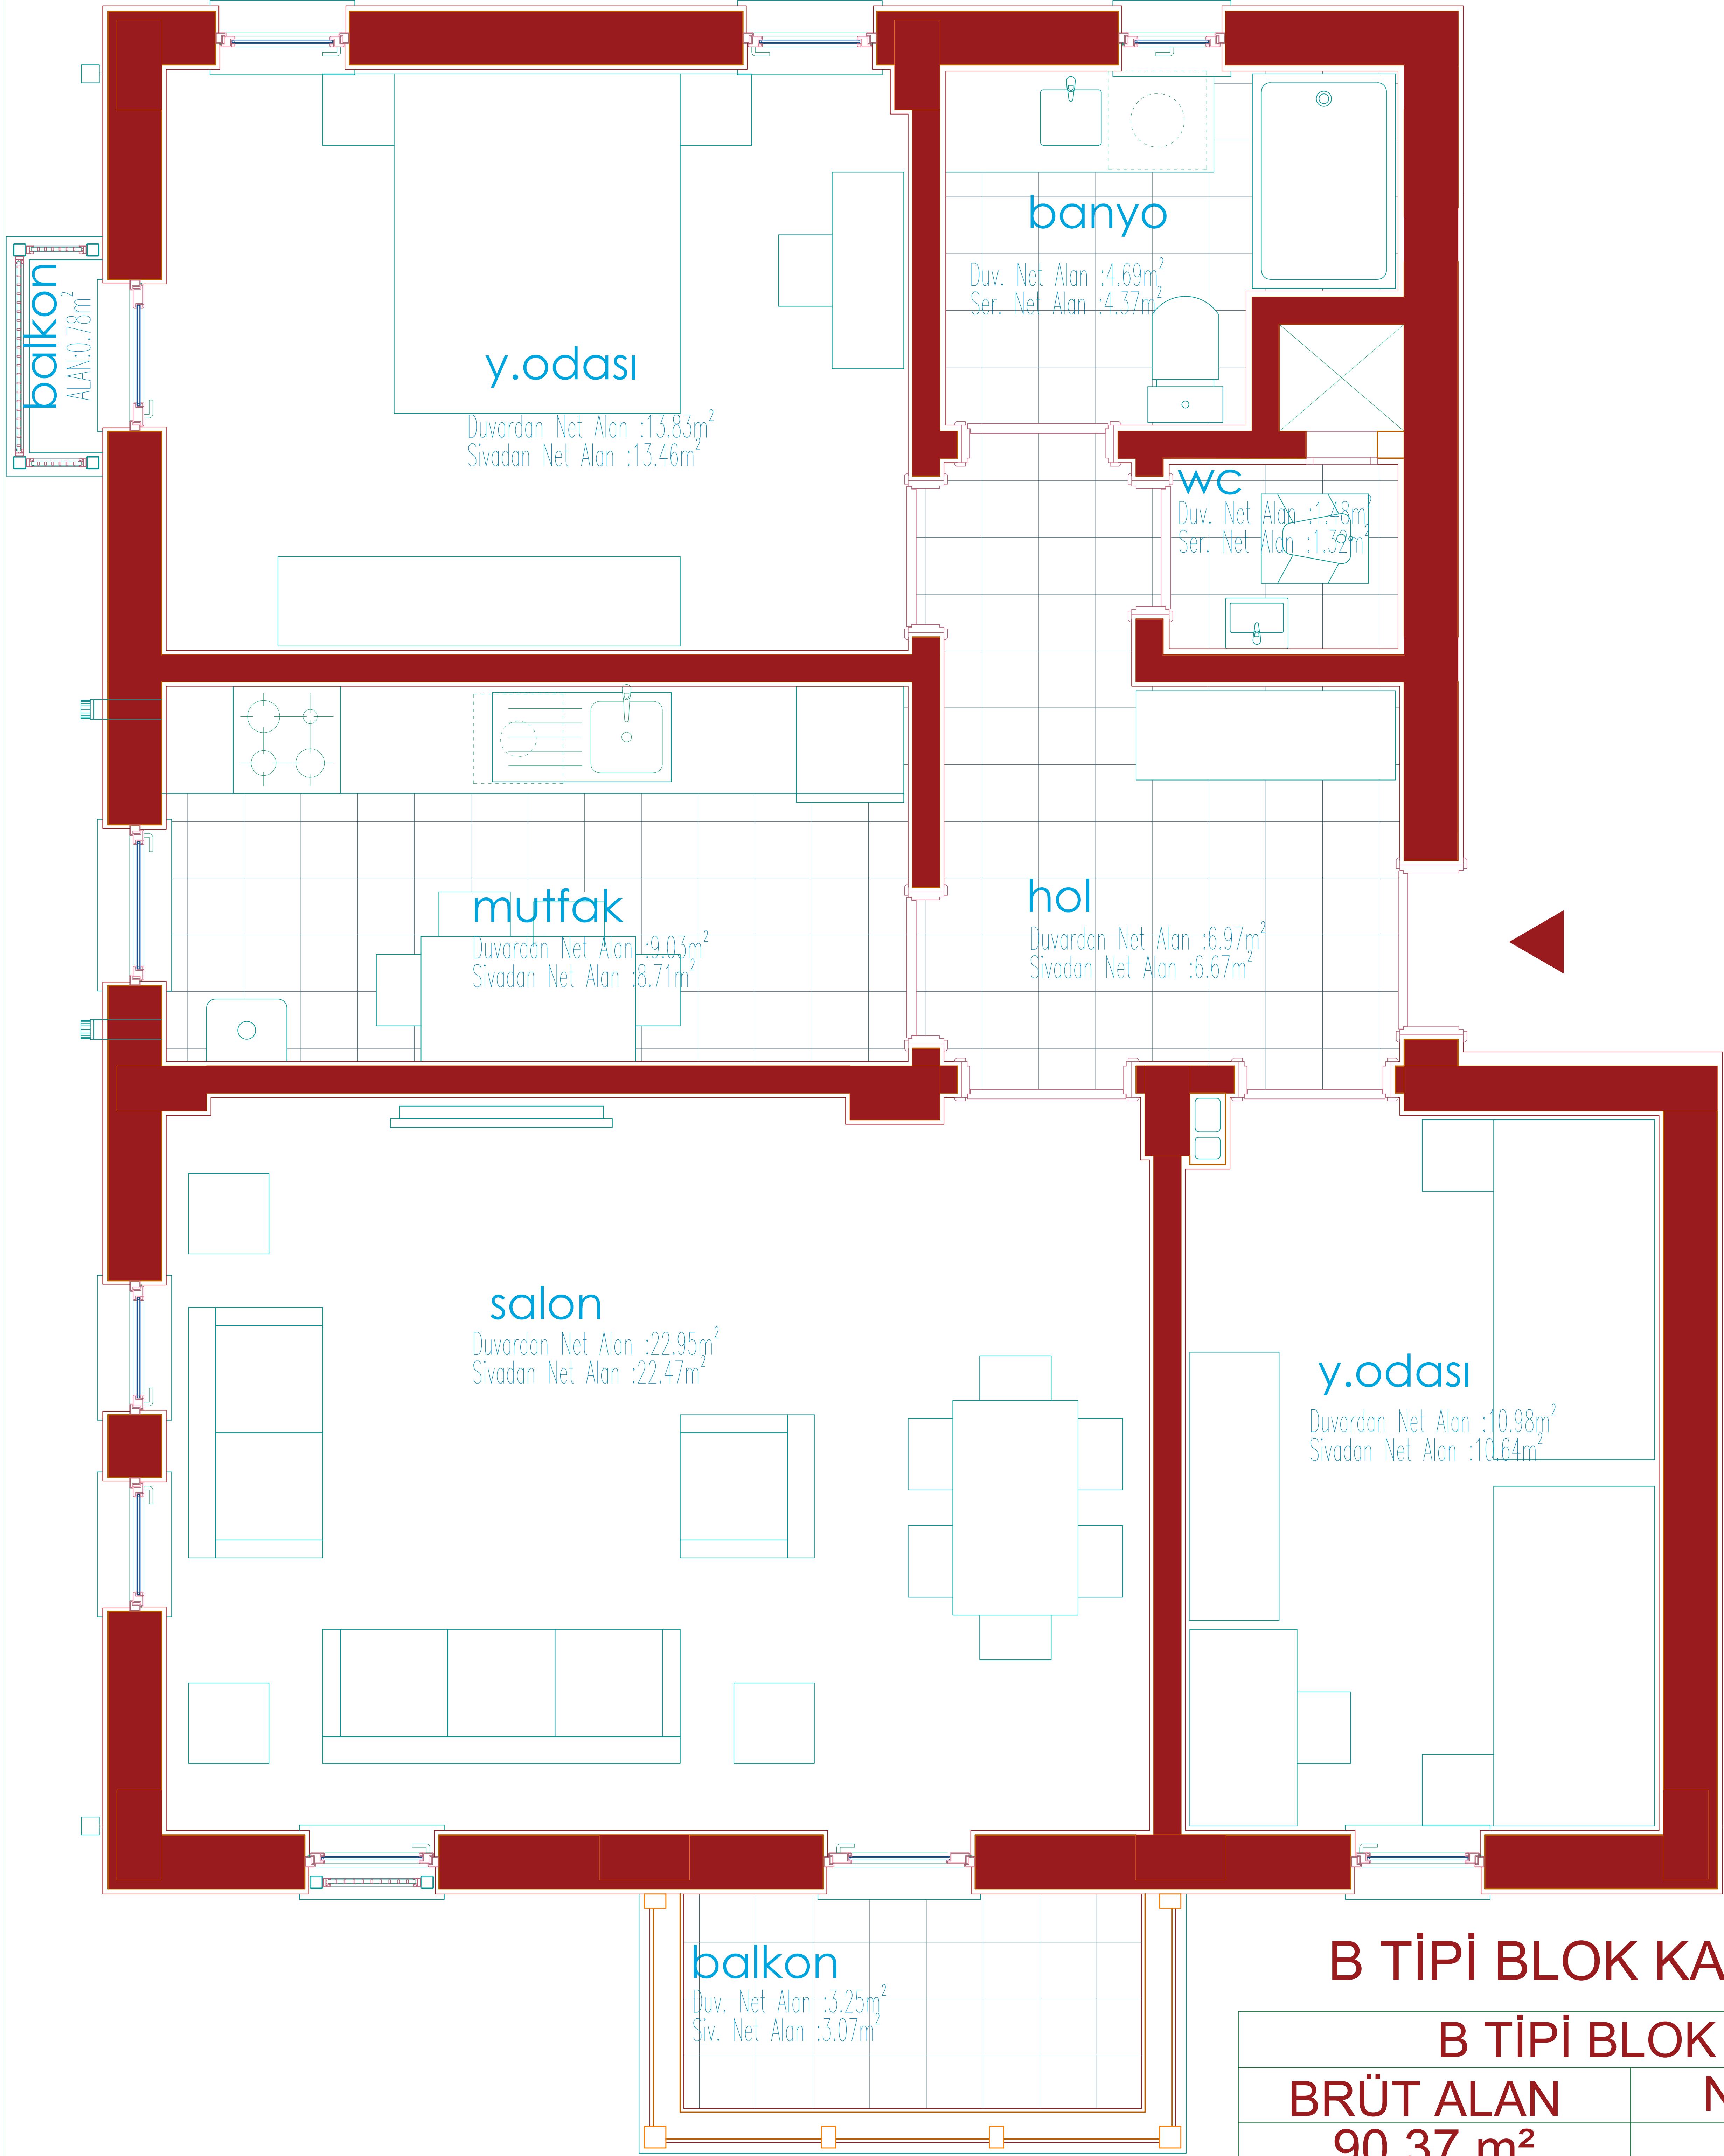 banyo
Duv. Net Alan :4.69m²
Ser. Net Alan :4.37m²
balkon
ALAN:0.78m²
y.odası
Duvardan Net Alan :13.83m²
Sivadan Net Alan :13.46m²
wc
Duv. Net Alan :1.48m²
Ser. Net Alan :1.32m²
mutfak
Duvardan Net Alan :9.03m²
Sivadan Net Alan :8.71m²
hol
Duvardan Net Alan :6.97m²
Sivadan Net Alan :6.67m²
salon
Duvardan Net Alan :22.95m²
Sivadan Net Alan :22.47m²
y.odası
Duvardan Net Alan :10.98m²
Sivadan Net Alan :10.64m²
balkon
Duv. Net Alan :3.25m²
Siv. Net Alan :3.07m²
B TİPİ BLOK KA
B TİPİ BLOK
BRÜT ALAN
90.37 m²